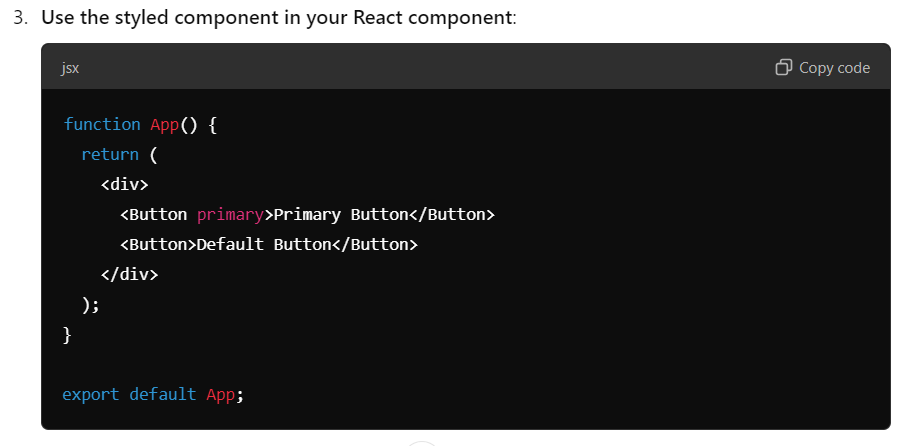 3. Use the styled component in your React component:
jsx
Copy code
function App() {
  return (
    <div>
      <Button primary>Primary Button</Button>
      <Button>Default Button</Button>
    </div>
  );
}
export default App;